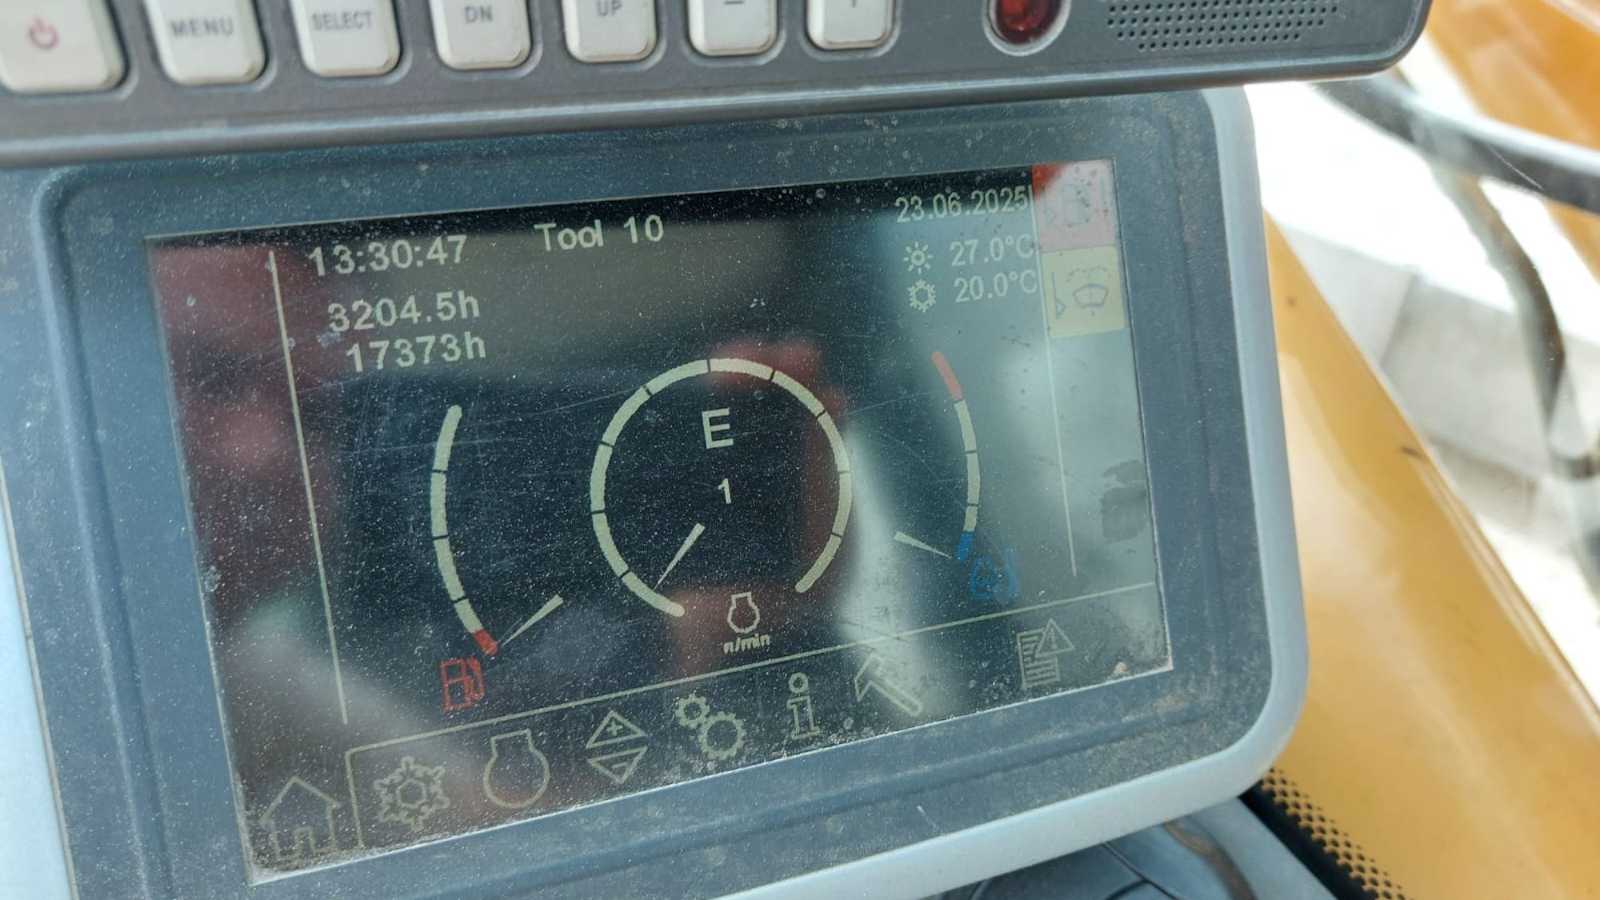 MENU
SELECT
DN
UP
13:30:47
Tool 10
23.06.2025
3204.5h
17373h
27.0°C
20.0°C
E
1
n/min